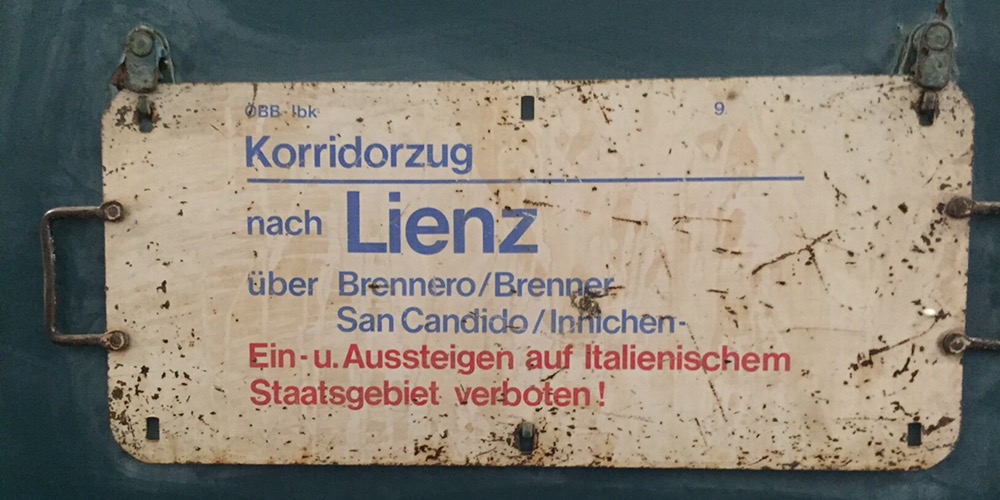 ÖBB Ibk 9.
Korridorzug
nach Lienz
über Brennero/Brenner
San Candido/Innichen-
Ein- u. Aussteigen auf Italienischem
Staatsgebiet verboten!